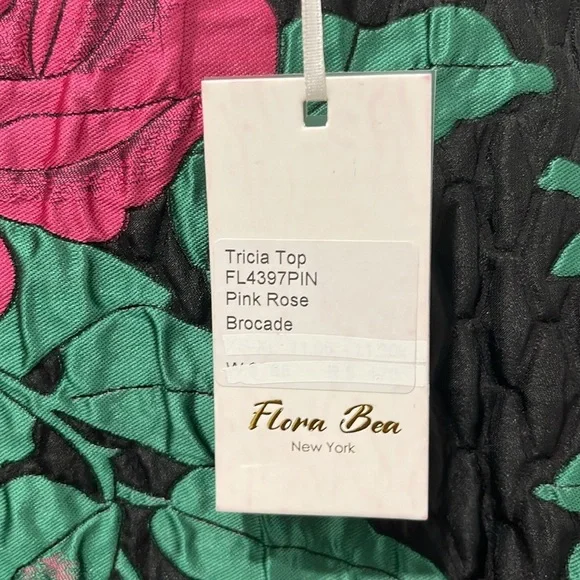 Tricia Top
FL4397PIN
Pink Rose
Brocade
Flora Bea
New York